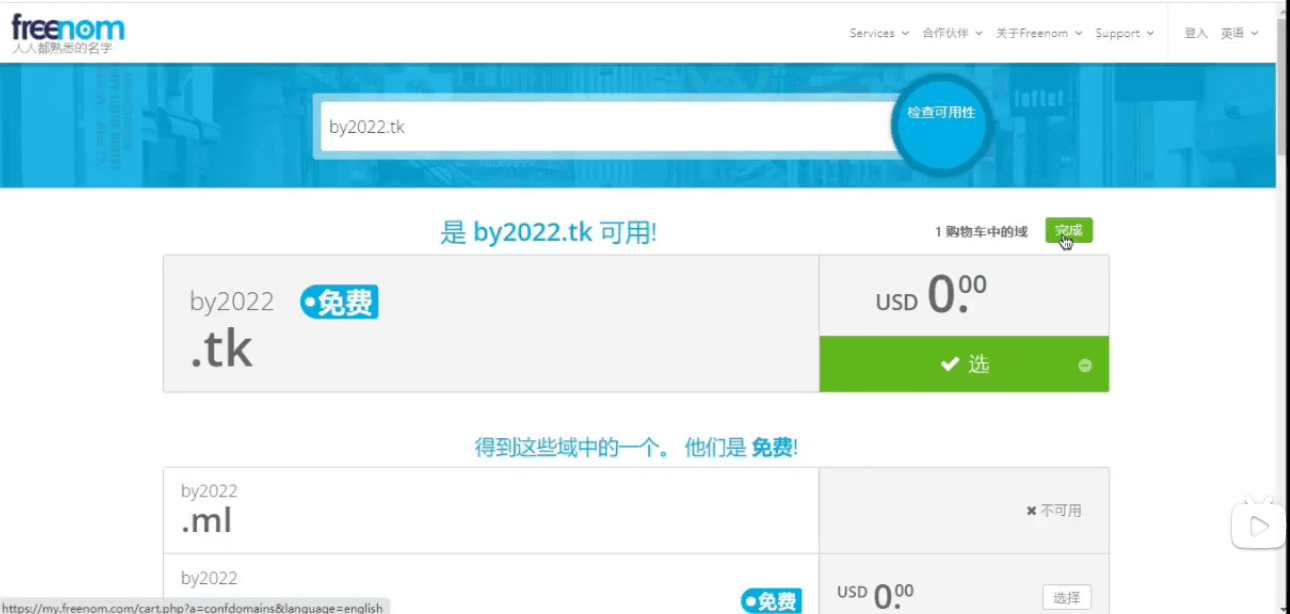 freenom
人人都熟悉的名字
Services 合作伙伴 关于Freenom Support 登入 英语
by2022.tk
检查可用性
是 by2022.tk 可用!
1 购物车中的域 完成
by2022 免费
.tk
USD 0.00
选
得到这些域中的一个。 他们是 免费!
by2022
.ml
不可用
by2022
免费
USD 0.00
选择
https://my.freenom.com/cart.php?a=confdomains&language=english